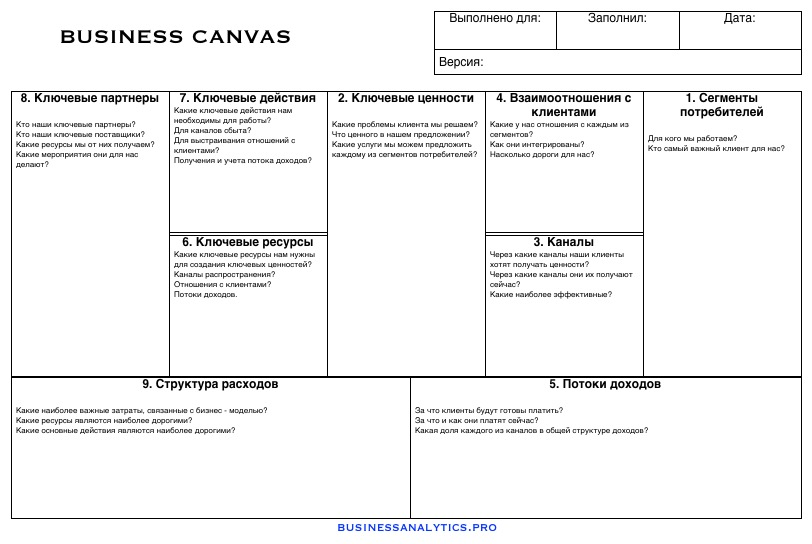 BUSINESS CANVAS
Выполнено для:
Заполнил:
Дата:
Версия:
8. Ключевые партнеры
Кто наши ключевые партнеры?
Кто наши ключевые поставщики?
Какие ресурсы мы от них получаем?
Какие мероприятия они для нас
делают?
7. Ключевые действия
Какие ключевые действия нам
необходимы для работы?
Для каналов сбыта?
Для выстраивания отношений с
клиентами?
Получения и учета потока доходов?
6. Ключевые ресурсы
Какие ключевые ресурсы нам нужны
для создания ключевых ценностей?
Каналы распространения?
Отношения с клиентами?
Потоки доходов.
2. Ключевые ценности
Какие проблемы клиента мы решаем?
Что ценного в нашем предложении?
Какие услуги мы можем предложить
каждому из сегментов потребителей?
4. Взаимоотношения с
клиентами
Какие у нас отношения с каждым из
сегментов?
Как они интегрированы?
Насколько дороги для нас?
3. Каналы
Через какие каналы наши клиенты
хотят получать ценности?
Через какие каналы они их получают
сейчас?
Какие наиболее эффективные?
1. Сегменты
потребителей
Для кого мы работаем?
Кто самый важный клиент для нас?
9. Структура расходов
Какие наиболее важные затраты, связанные с бизнес - моделью?
Какие ресурсы являются наиболее дорогими?
Какие основные действия являются наиболее дорогими?
5. Потоки доходов
За что клиенты будут готовы платить?
За что и как они платят сейчас?
Какая доля каждого из каналов в общей структуре доходов?
BUSINESSANALYTICS.PRO